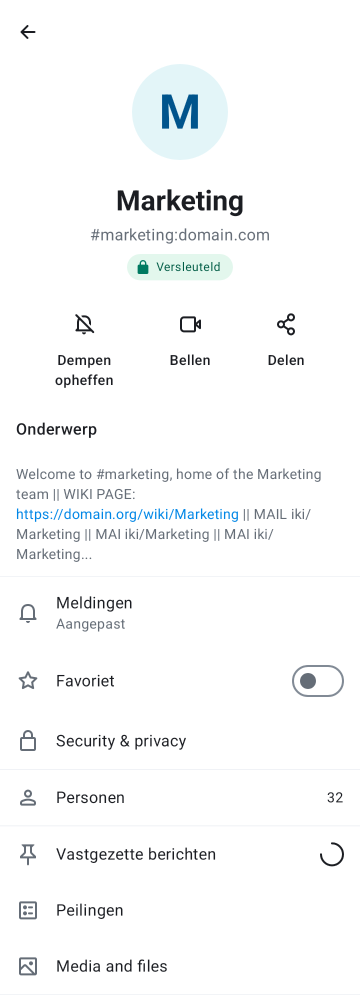 M
Marketing
#marketing:domain.com
Versleuteld
Dempen opheffen
Bellen
Delen
Onderwerp
Welcome to #marketing, home of the Marketing
team || WIKI PAGE:
https://domain.org/wiki/Marketing || MAIL iki/
Marketing || MAI iki/Marketing || MAI iki/
Marketing...
Meldingen
Aangepast
Favoriet
Security & privacy
Personen 32
Vastgezette berichten
Peilingen
Media and files